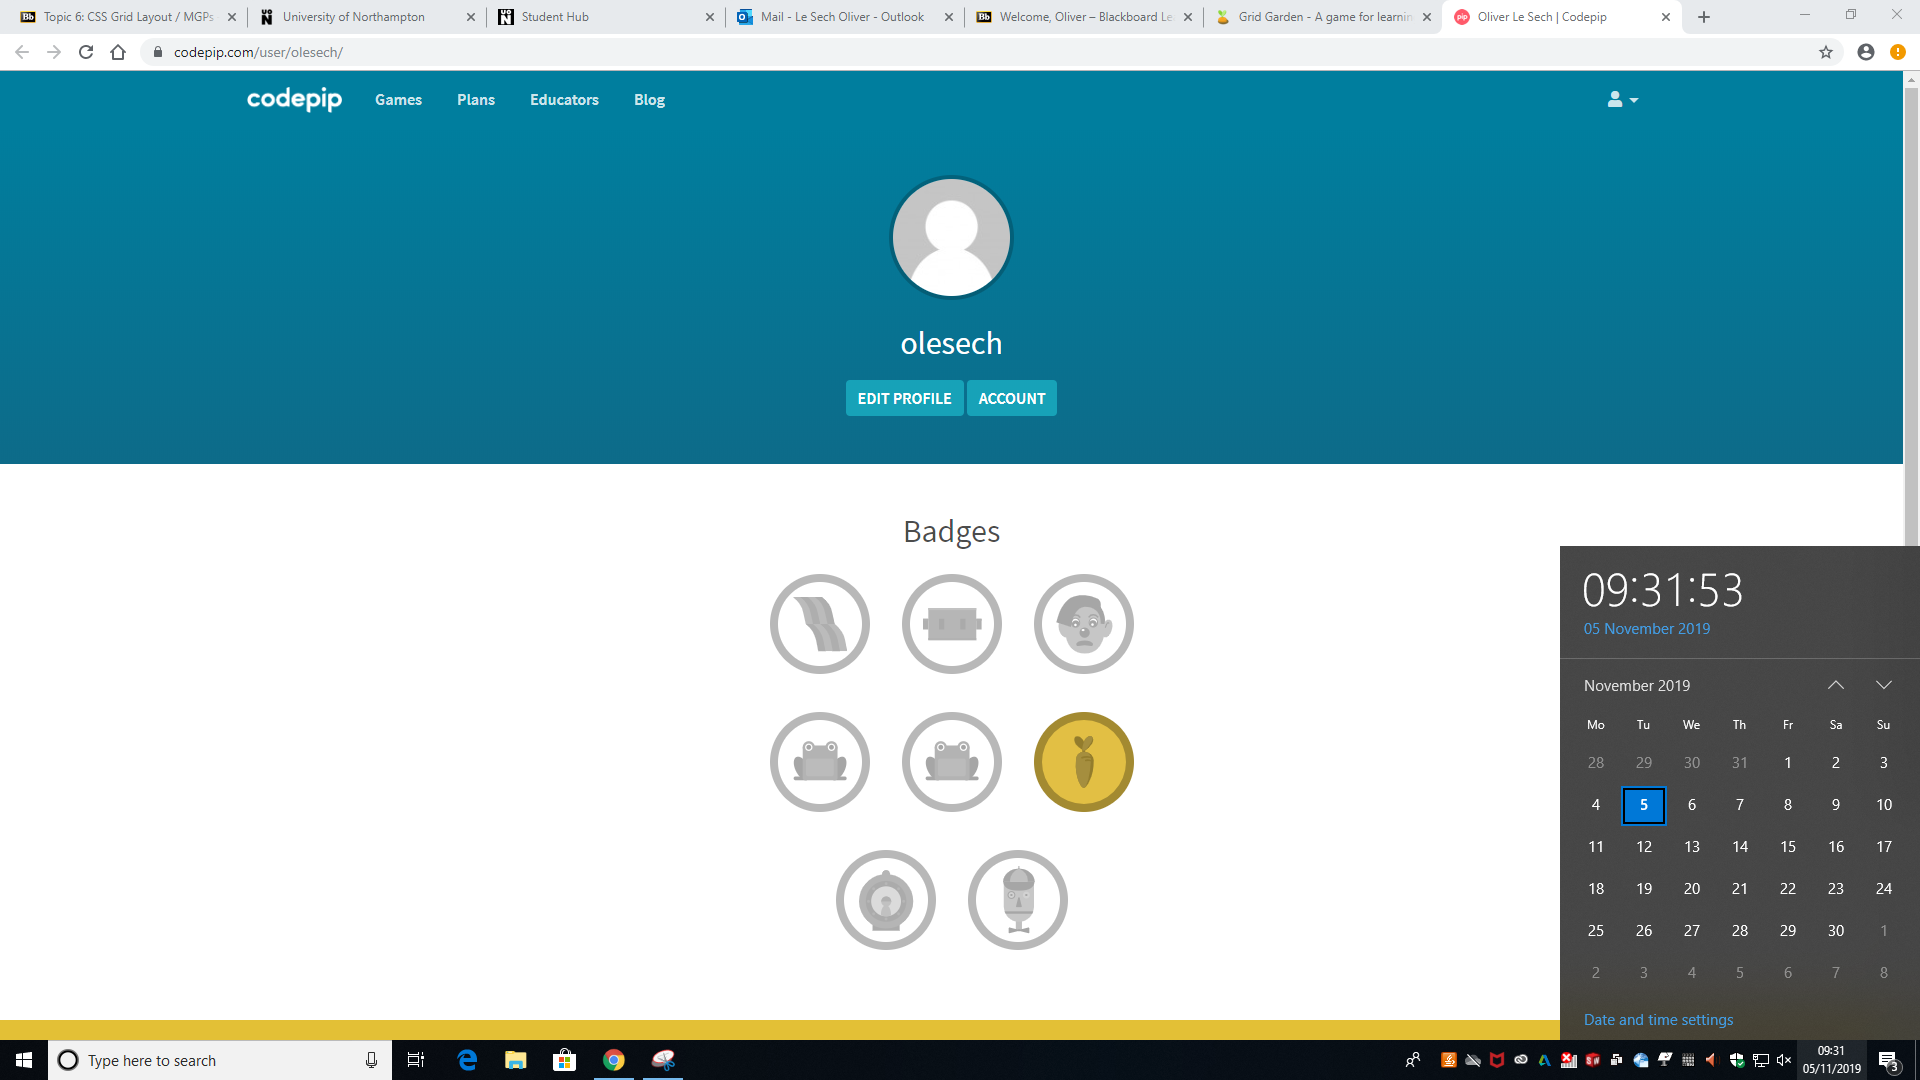 Topic 6: CSS Grid Layout / MGPs
University of Northampton
Student Hub
Mail - Le Sech Oliver - Outlook
Welcome, Oliver – Blackboard Le
Grid Garden - A game for learnin
Oliver Le Sech | Codepip
codepip.com/user/olesech/
codepip Games Plans Educators Blog
olesech
EDIT PROFILE ACCOUNT
Badges
09:31:53
05 November 2019
November 2019
Mo Tu We Th Fr Sa Su
28 29 30 31 1 2 3
4 5 6 7 8 9 10
11 12 13 14 15 16 17
18 19 20 21 22 23 24
25 26 27 28 29 30 1
2 3 4 5 6 7 8
Date and time settings
Type here to search
09:31
05/11/2019
3